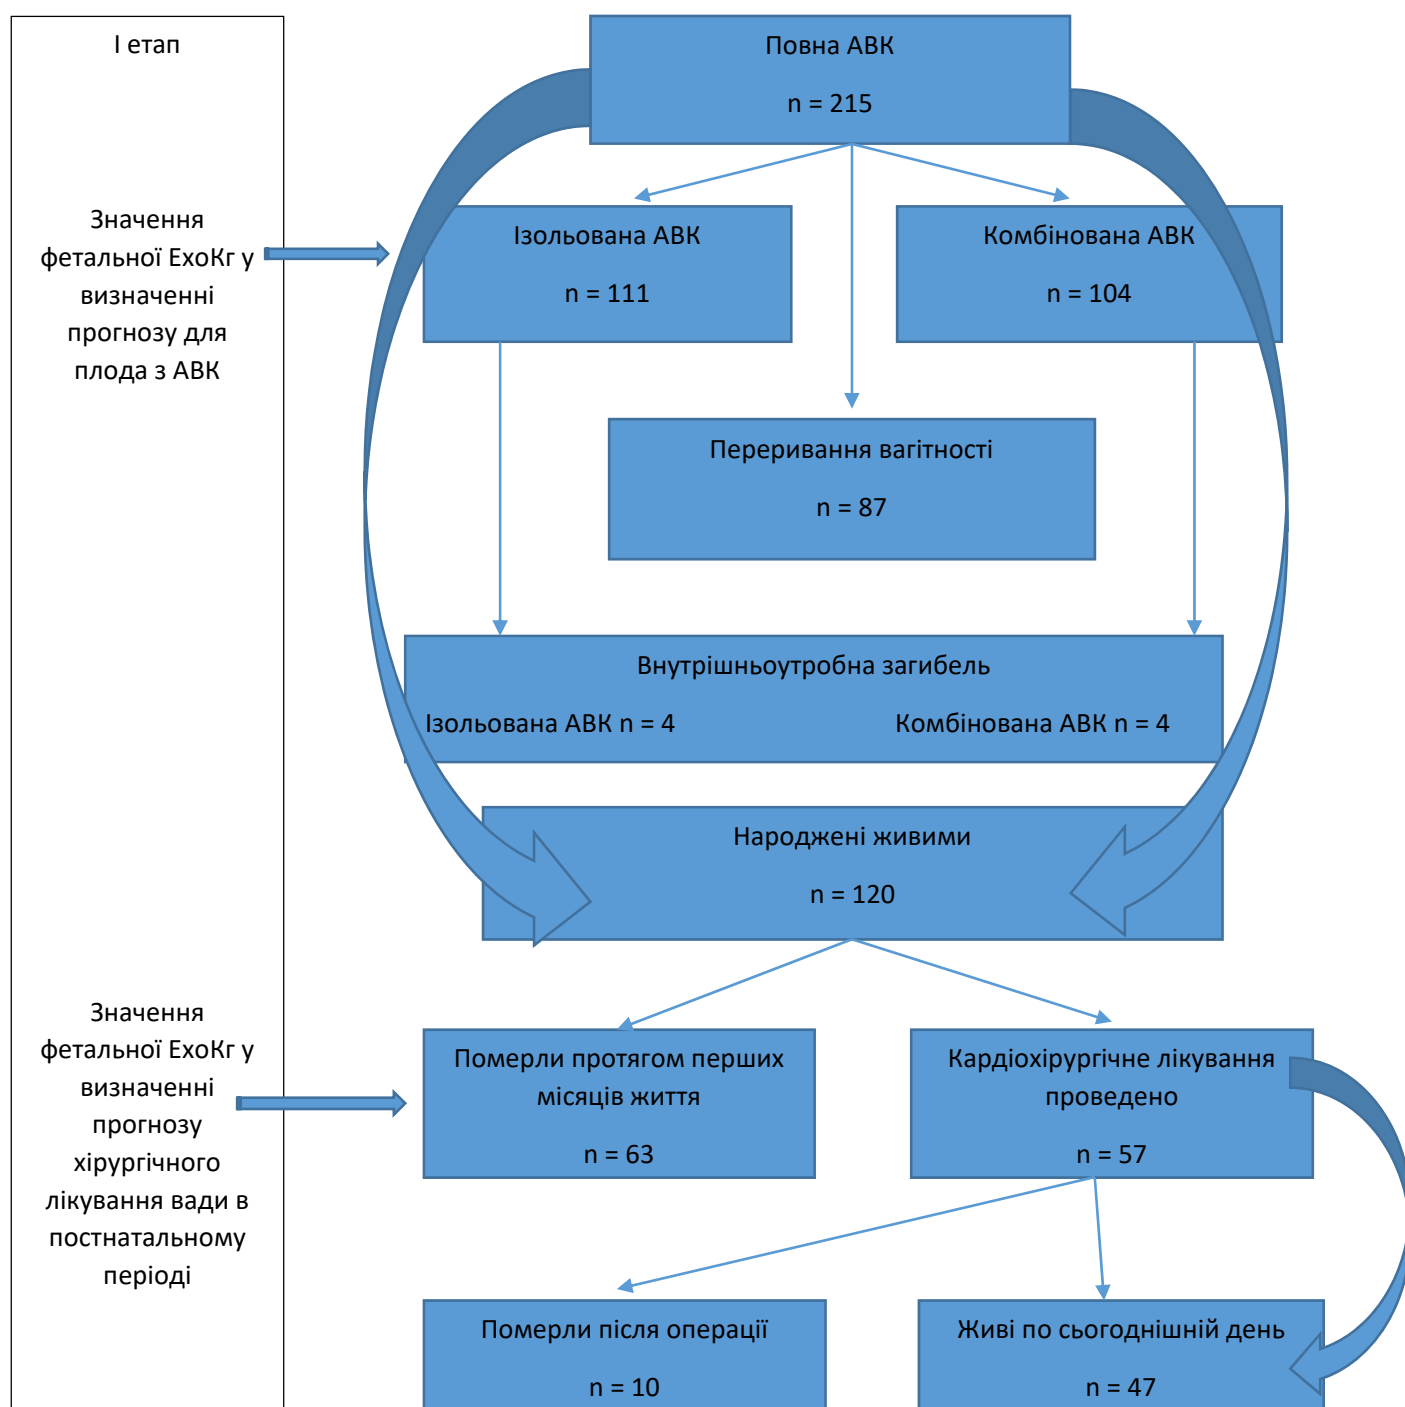 І етап
Значення
фетальної ЕхоКг у
визначенні
прогнозу для
плода з АВК
Значення
фетальної ЕхоКг у
визначенні
прогнозу
хірургічного
лікування вади в
постнатальному
періоді
Повна АВК
n = 215
Ізольована АВК
n = 111
Комбінована АВК
n = 104
Переривання вагітності
n = 87
Внутрішньоутробна загибель
Ізольована АВК n = 4 Комбінована АВК n = 4
Народжені живими
n = 120
Померли протягом перших
місяців життя
n = 63
Кардіохірургічне лікування
проведено
n = 57
Померли після операції
n = 10
Живі по сьогоднішній день
n = 47